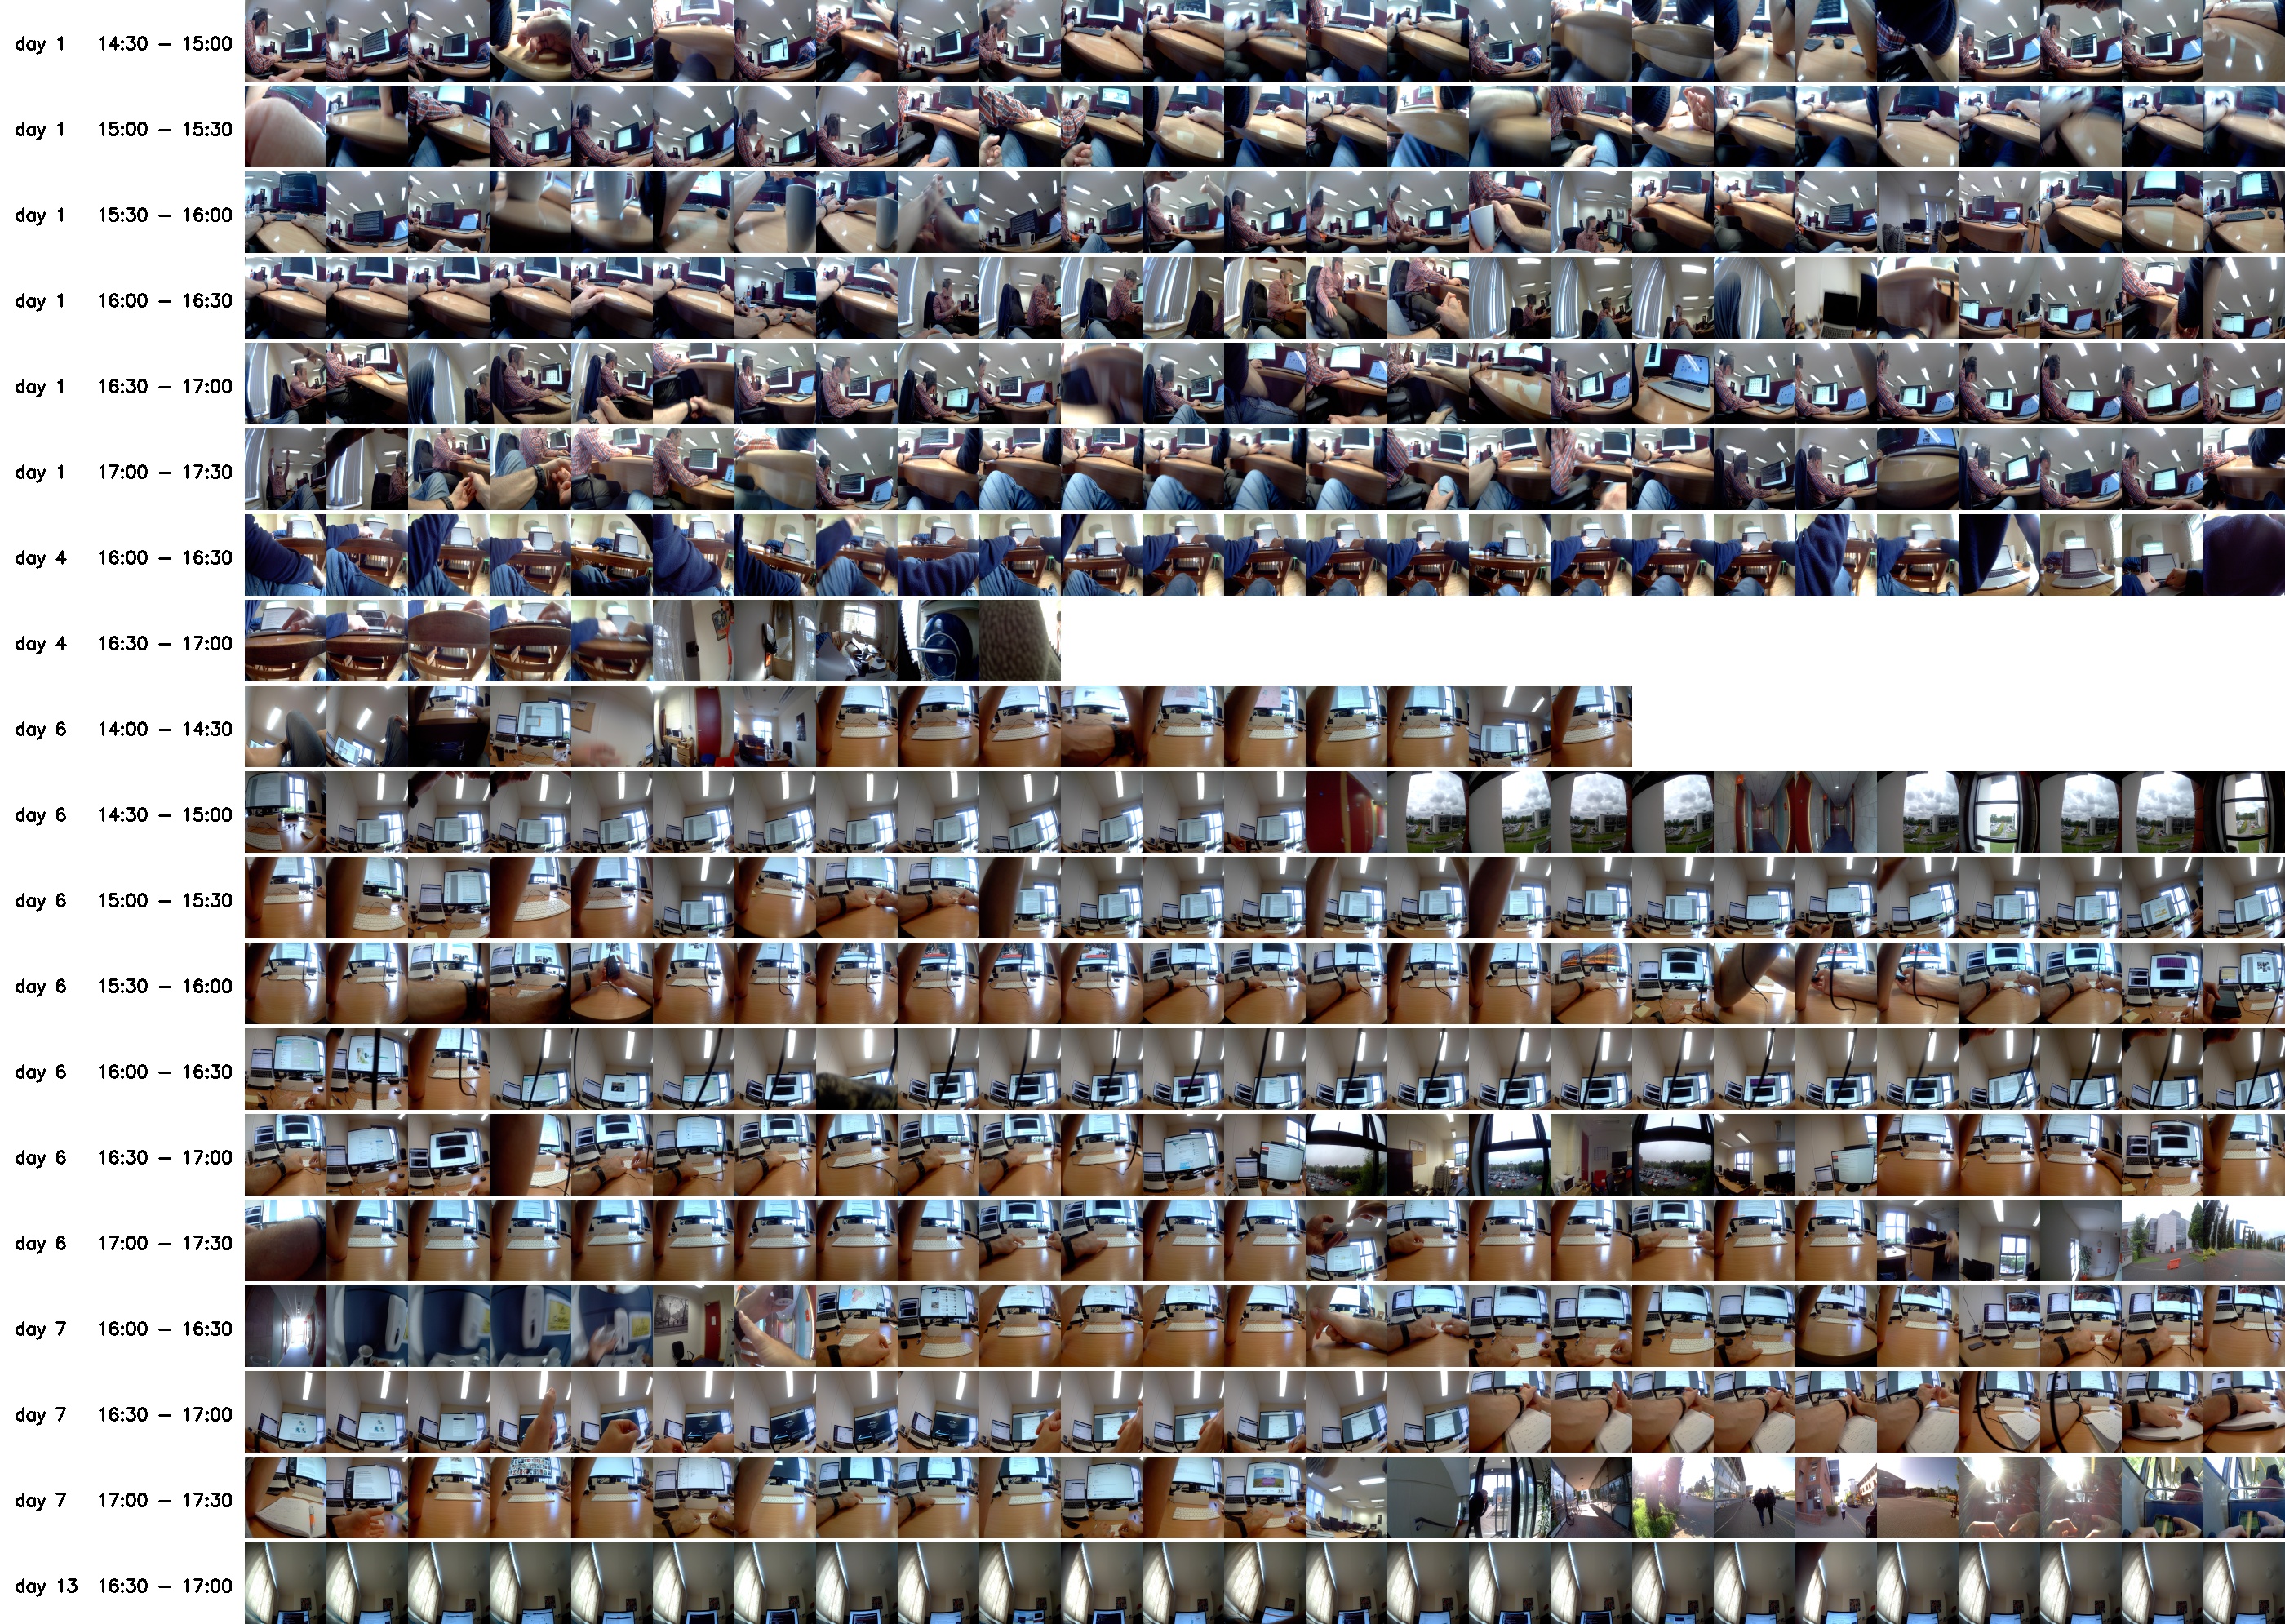 day 1 14:30 – 15:00
day 1 15:00 – 15:30
day 1 15:30 – 16:00
day 1 16:00 – 16:30
day 1 16:30 – 17:00
day 1 17:00 – 17:30
day 4 16:00 – 16:30
day 4 16:30 – 17:00
day 6 14:00 – 14:30
day 6 14:30 – 15:00
day 6 15:00 – 15:30
day 6 15:30 – 16:00
day 6 16:00 – 16:30
day 6 16:30 – 17:00
day 6 17:00 – 17:30
day 7 16:00 – 16:30
day 7 16:30 – 17:00
day 7 17:00 – 17:30
day 13 16:30 – 17:00